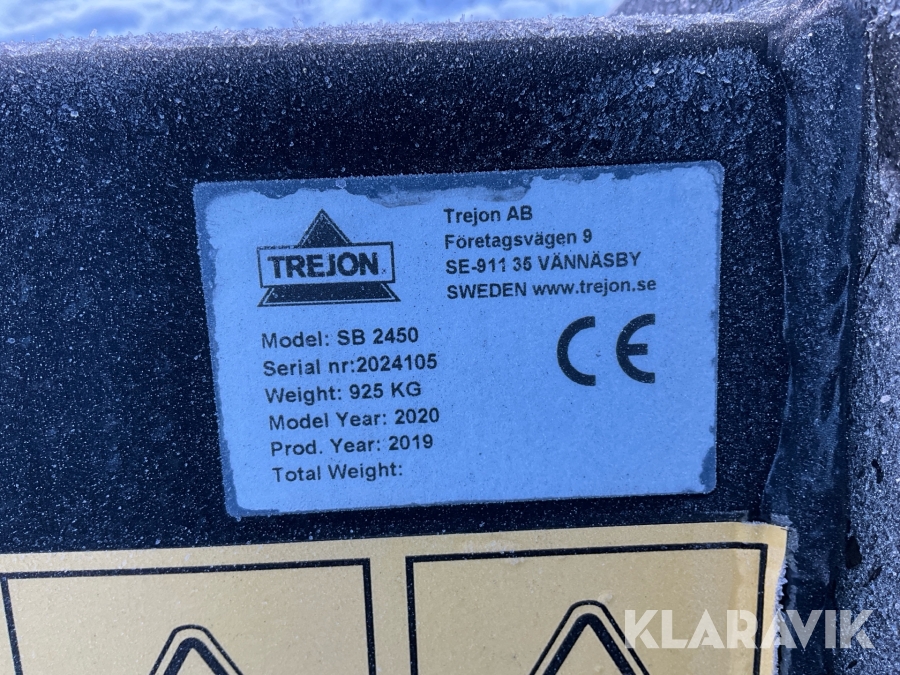 TREJON
Trejon AB
Företagsvägen 9
SE-911 35 VÄNNÄSBY
SWEDEN www.trejon.se
Model: SB 2450
Serial nr:2024105
Weight: 925 KG
Model Year: 2020
Prod. Year: 2019
Total Weight:
CE
KLARAVIK